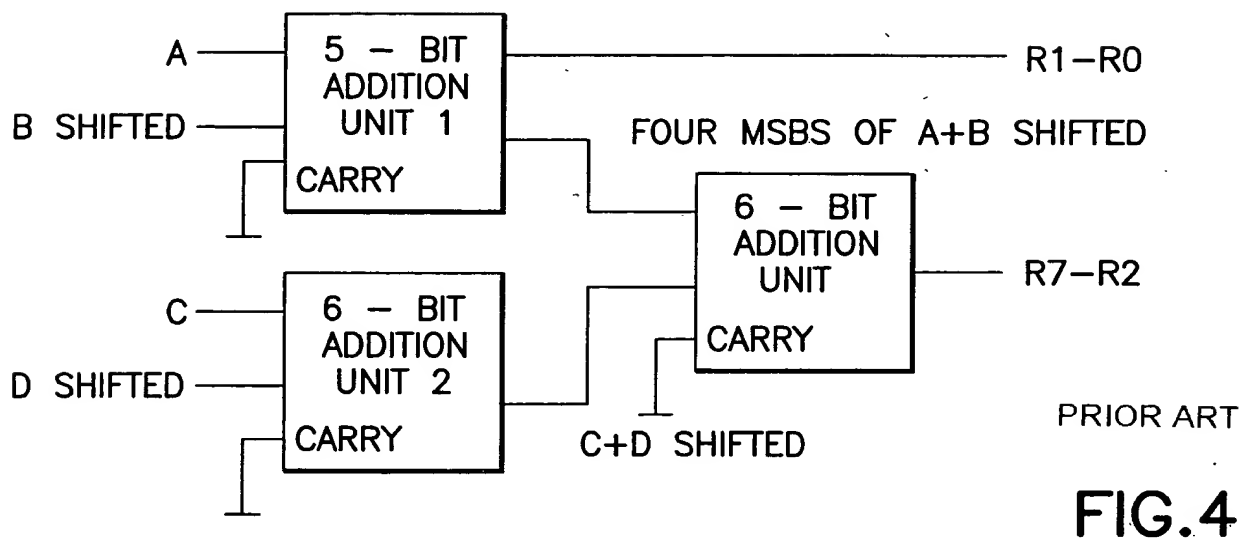 A
B SHIFTED
5 - BIT
ADDITION
UNIT 1
CARRY
R1-R0
FOUR MSBS OF A+B SHIFTED
6 - BIT
ADDITION
UNIT
CARRY
R7-R2
C
D SHIFTED
6 - BIT
ADDITION
UNIT 2
CARRY
C+D SHIFTED
PRIOR ART
FIG.4